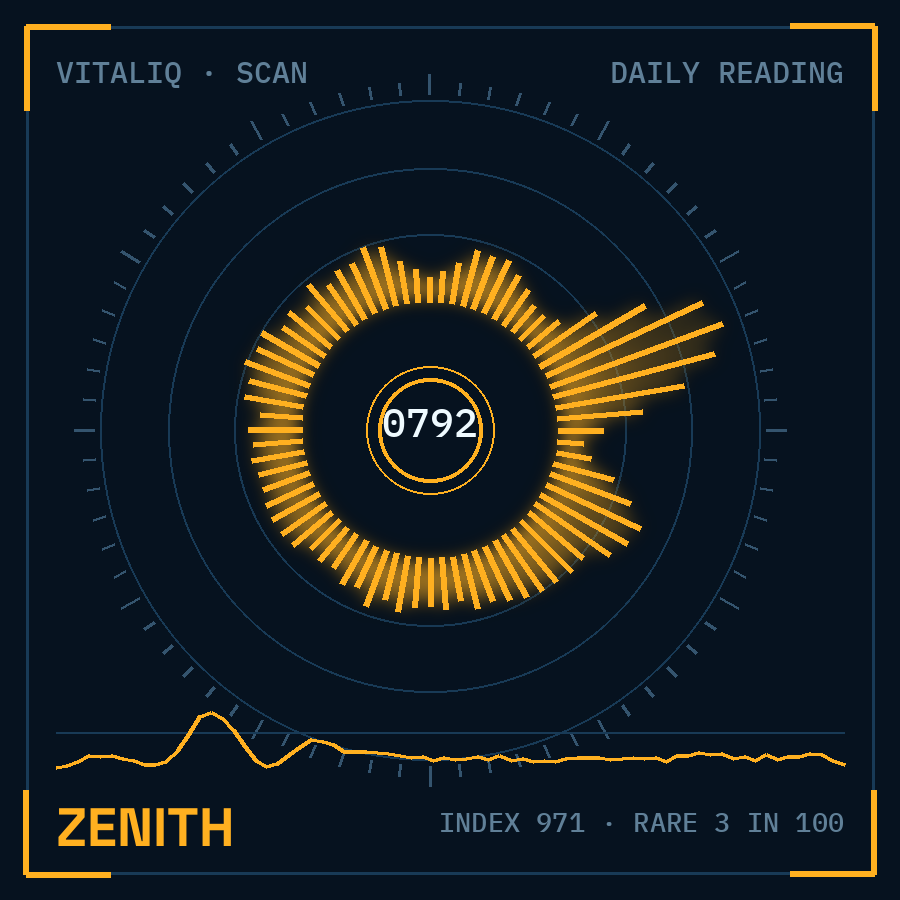 VITALIQ · SCAN
DAILY READING
0792
ZENITH
INDEX 971 · RARE 3 IN 100